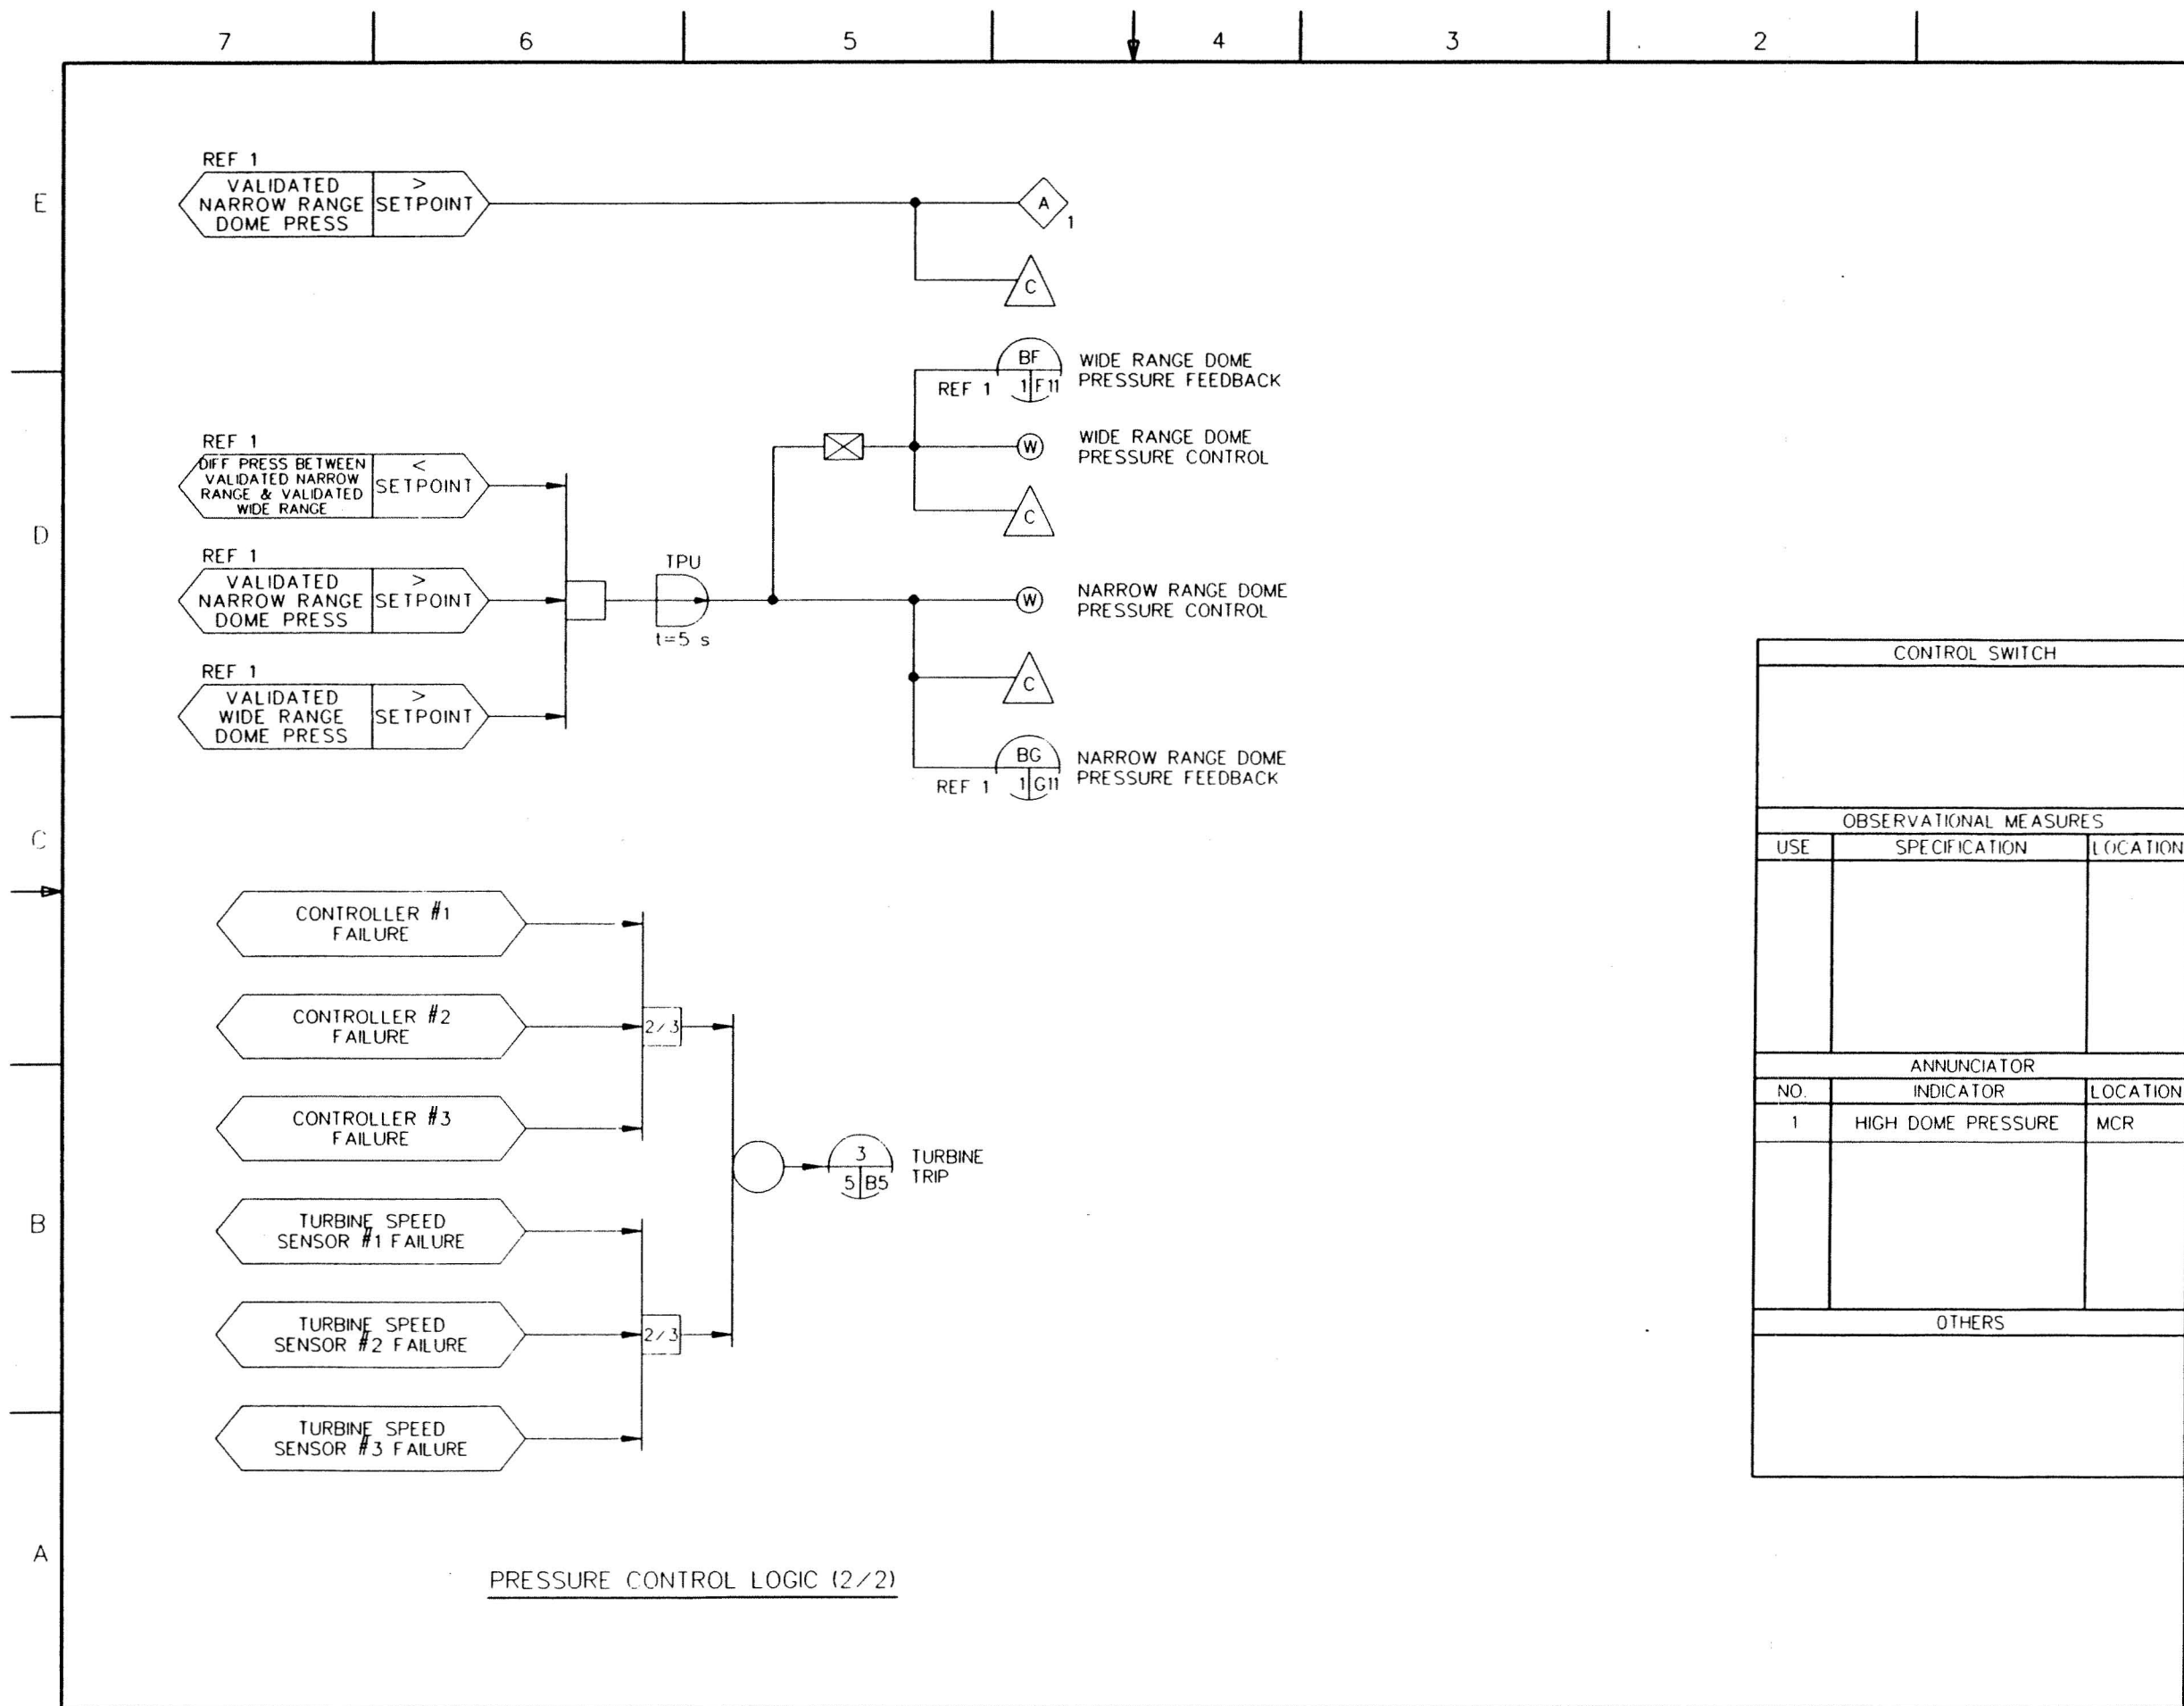 7 6 5 4 3 2
E
REF 1
VALIDATED
NARROW RANGE
DOME PRESS
>
SETPOINT
A
1
C
BF
1 F11
REF 1
WIDE RANGE DOME
PRESSURE FEEDBACK
D
REF 1
DIFF PRESS BETWEEN
VALIDATED NARROW
RANGE & VALIDATED
WIDE RANGE
<
SETPOINT
W
WIDE RANGE DOME
PRESSURE CONTROL
C
REF 1
VALIDATED
NARROW RANGE
DOME PRESS
>
SETPOINT
TPU
t=5 s
W
NARROW RANGE DOME
PRESSURE CONTROL
C
REF 1
VALIDATED
WIDE RANGE
DOME PRESS
>
SETPOINT
BG
1 G11
REF 1
NARROW RANGE DOME
PRESSURE FEEDBACK
C
CONTROLLER #1
FAILURE
CONTROLLER #2
FAILURE
2/3
CONTROLLER #3
FAILURE
3
5 B5
TURBINE
TRIP
B
TURBINE SPEED
SENSOR #1 FAILURE
TURBINE SPEED
SENSOR #2 FAILURE
2/3
TURBINE SPEED
SENSOR #3 FAILURE
A
PRESSURE CONTROL LOGIC (2/2)
CONTROL SWITCH
OBSERVATIONAL MEASURES
USE SPECIFICATION LOCATION
ANNUNCIATOR
NO. INDICATOR LOCATION
1 HIGH DOME PRESSURE MCR
OTHERS